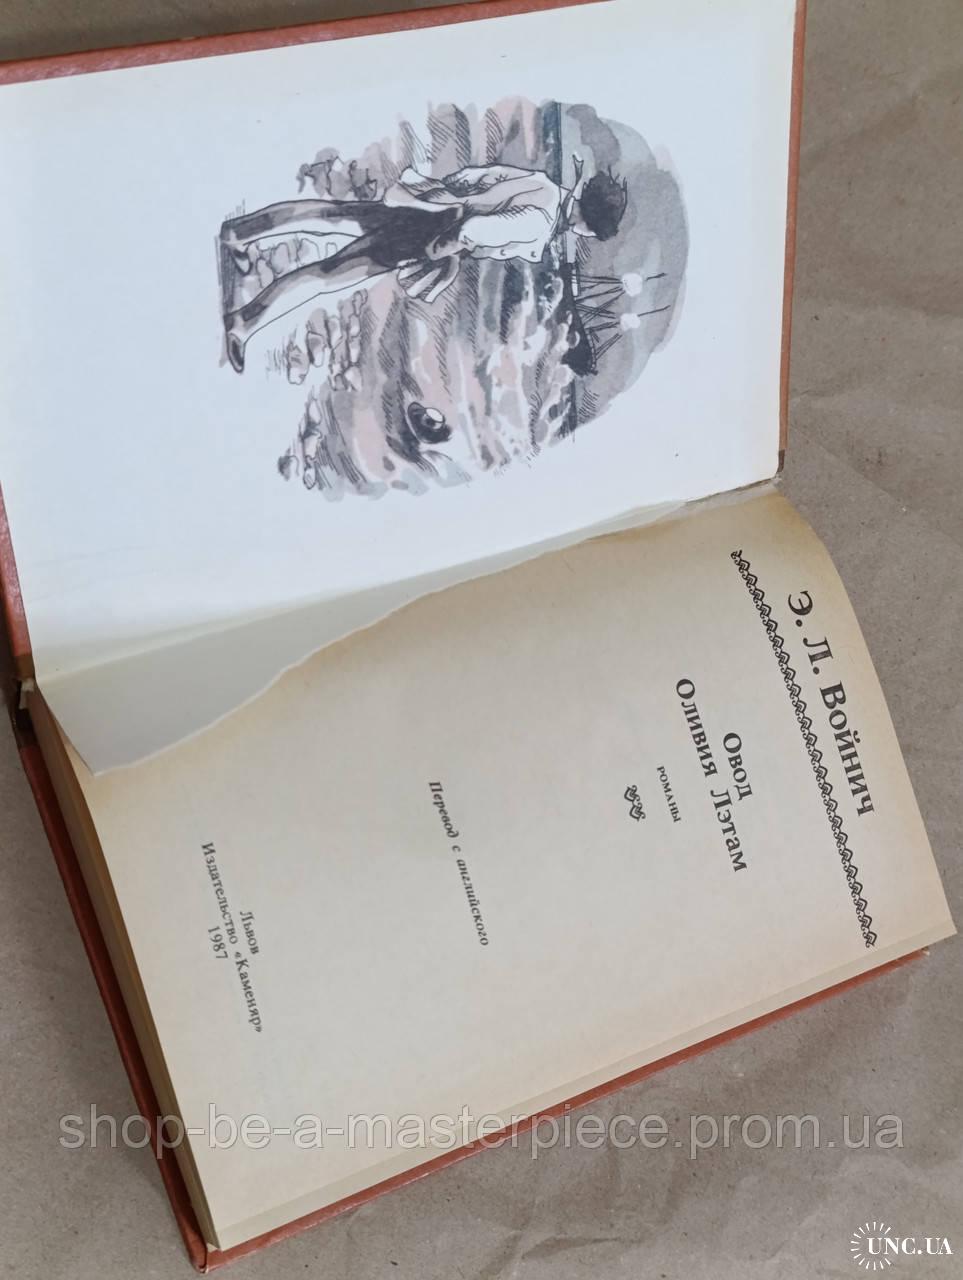 Э. Л. Войнич
Овод
Оливия Лэтам
РОМАНЫ
Перевод с английского
Львов
Издательство «Каменяр»
1987
shop-be-a-masterpiece.prom.ua
UNC.UA